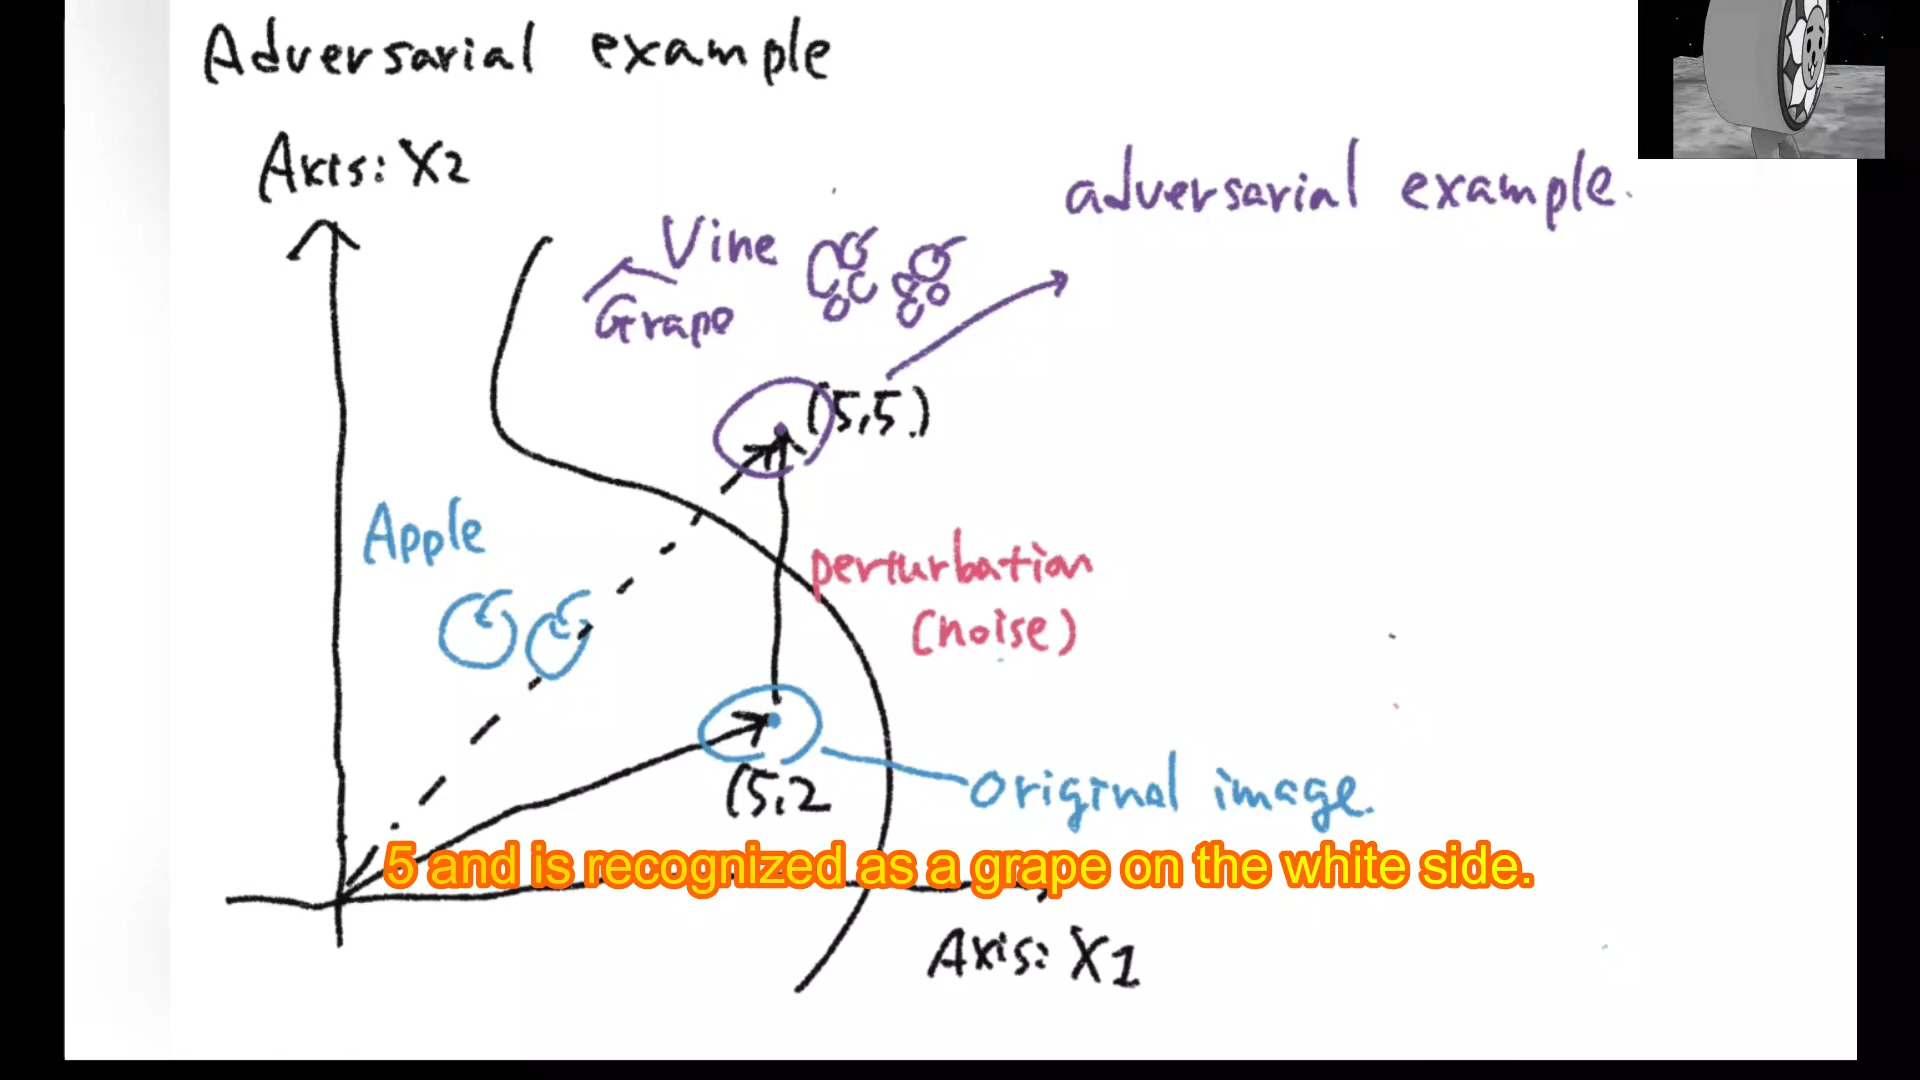 Adversarial example
Axis: X2
adversarial example.
Vine
Grape
(5,5)
Apple
perturbation
(noise)
(5,2
original image.
5 and is recognized as a grape on the white side.
Axis: X1